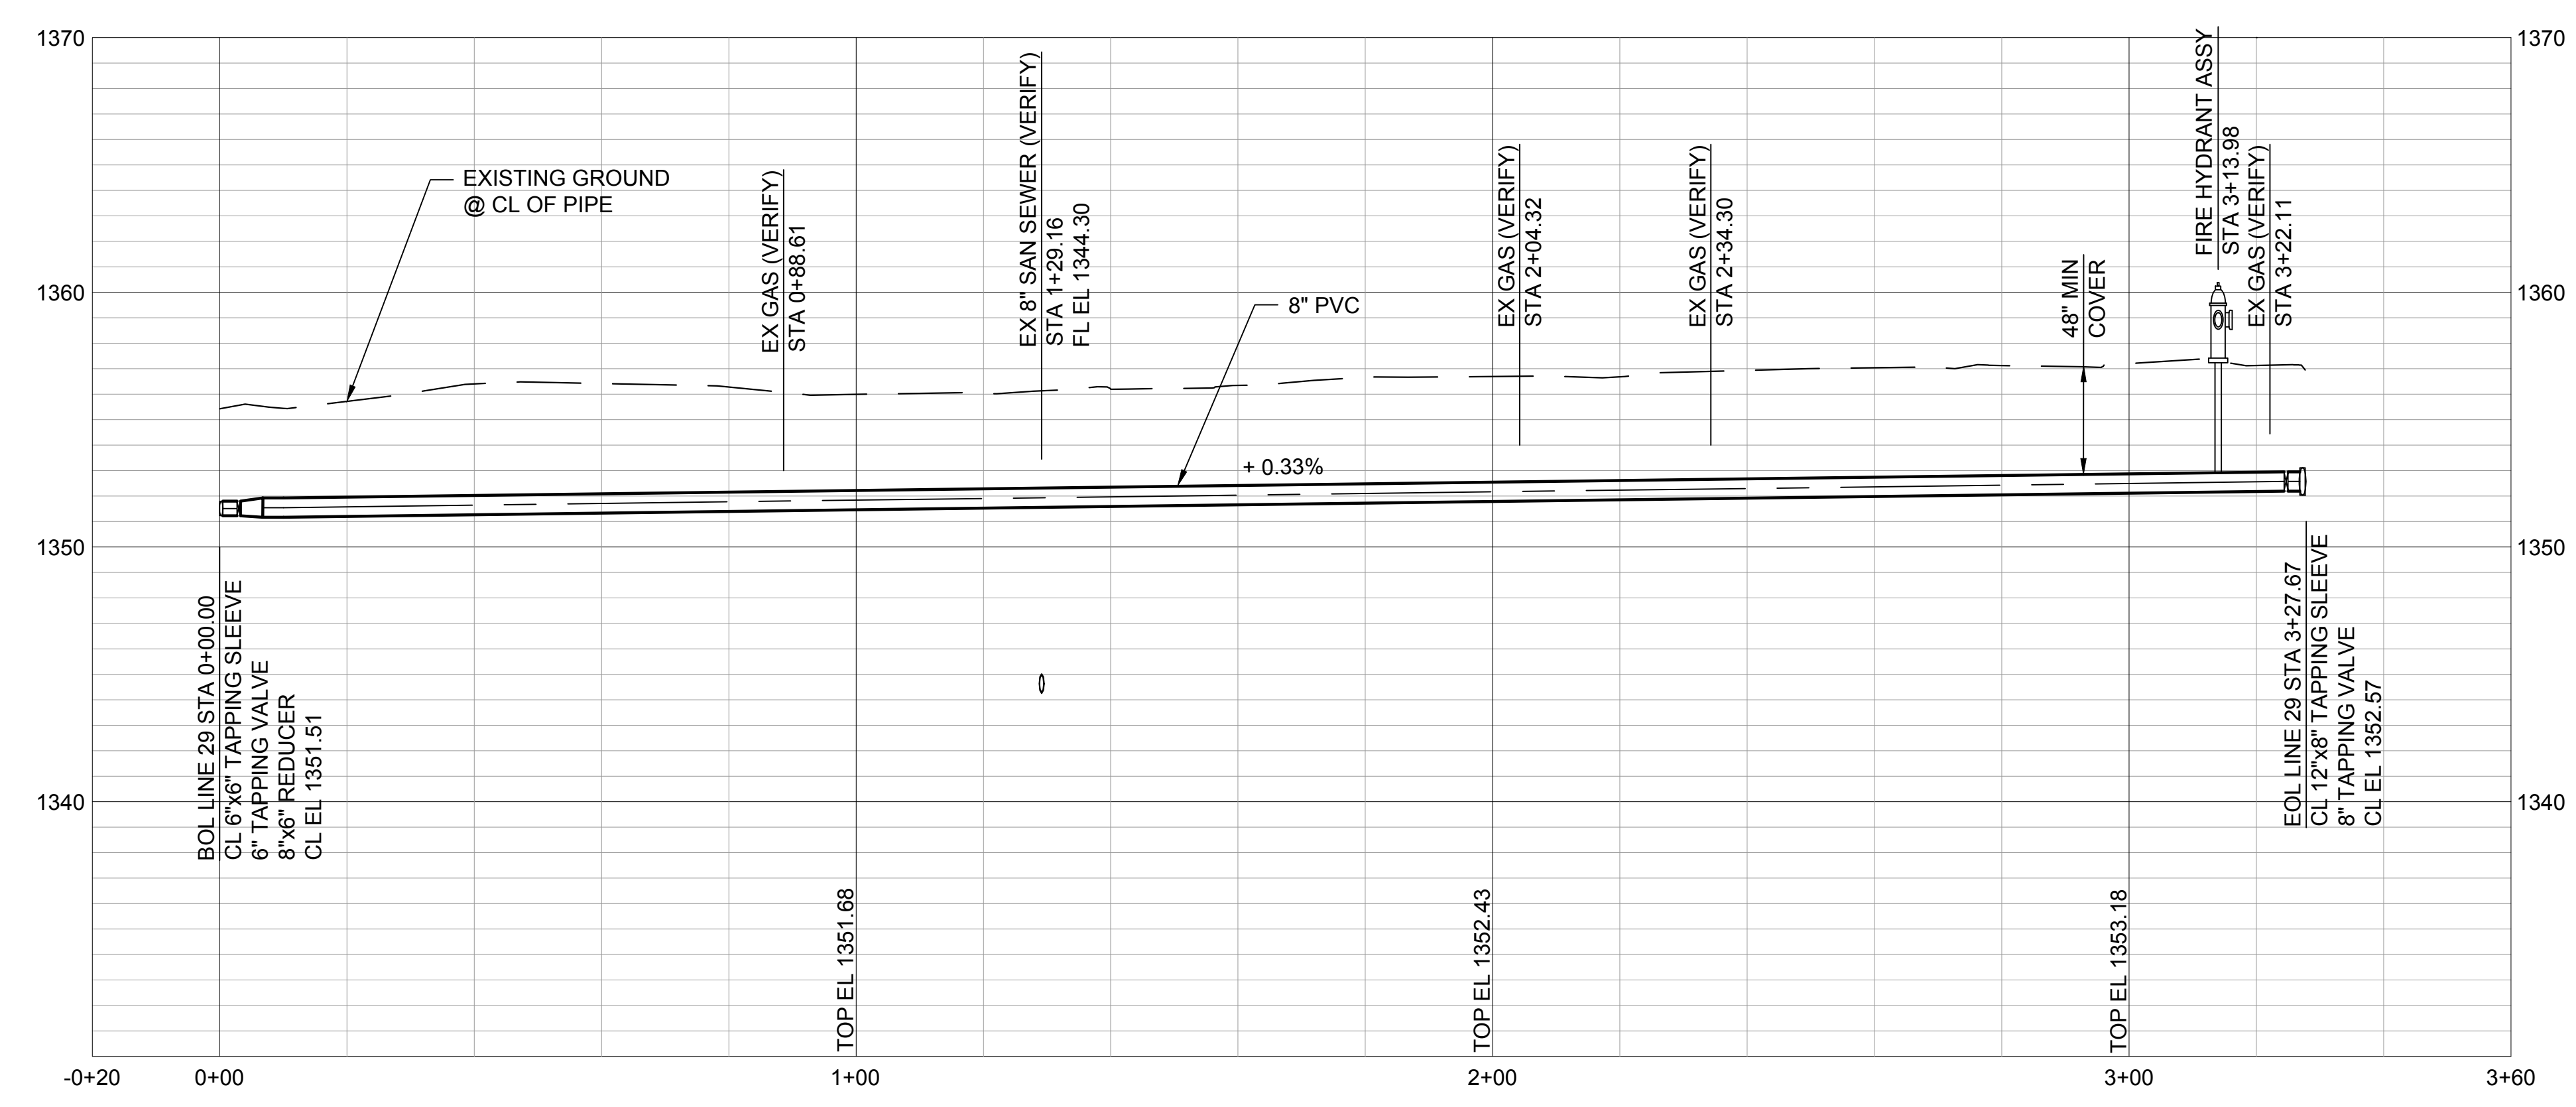 1370
1370
1360
1360
1350
1350
1340
1340
EXISTING GROUND
@ CL OF PIPE
EX GAS (VERIFY)
STA 0+88.61
EX 8" SAN SEWER (VERIFY)
STA 1+29.16
FL EL 1344.30
8" PVC
+ 0.33%
EX GAS (VERIFY)
STA 2+04.32
EX GAS (VERIFY)
STA 2+34.30
48" MIN
COVER
FIRE HYDRANT ASSY
STA 3+13.98
EX GAS (VERIFY)
STA 3+22.11
BOL LINE 29 STA 0+00.00
CL 6"x6" TAPPING SLEEVE
6" TAPPING VALVE
8"x6" REDUCER
CL EL 1351.51
EOL LINE 29 STA 3+27.67
CL 12"x8" TAPPING SLEEVE
8" TAPPING VALVE
CL EL 1352.57
TOP EL 1351.68
TOP EL 1352.43
TOP EL 1353.18
-0+20
0+00
1+00
2+00
3+00
3+60